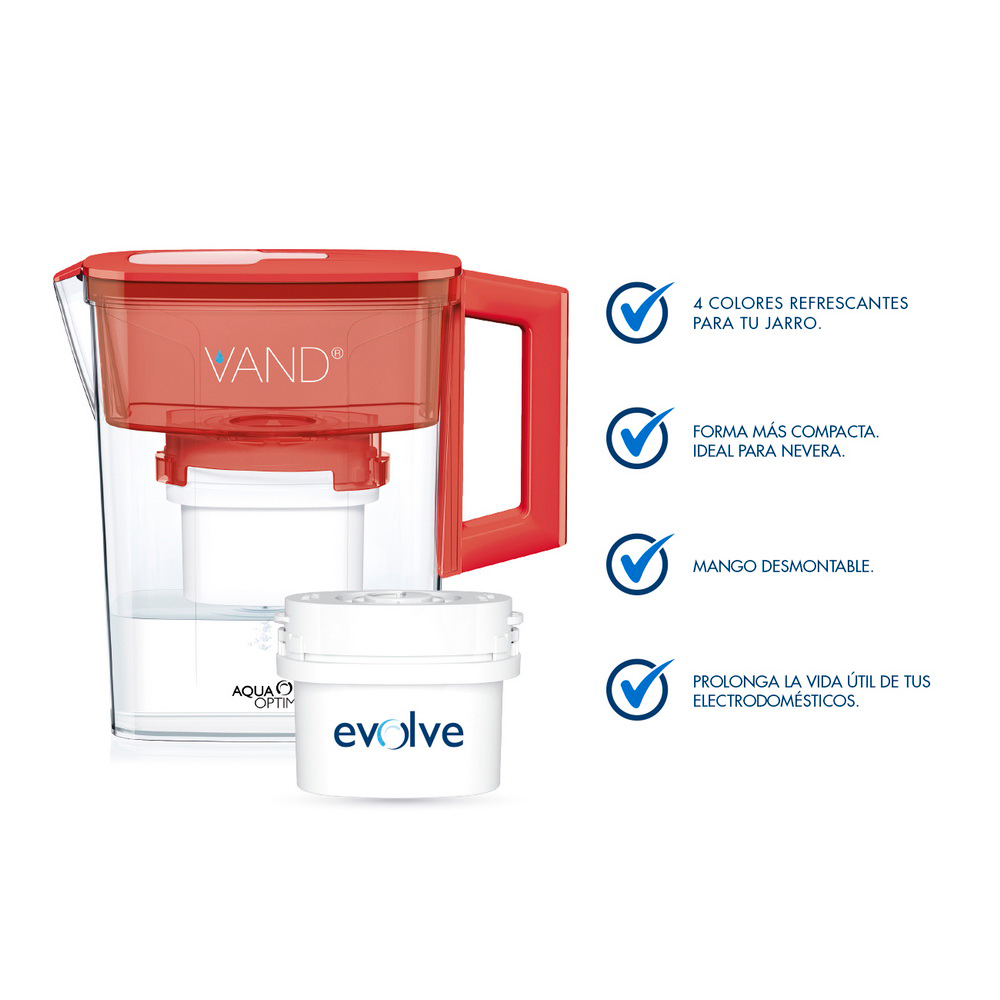 VAND®
AQUA
evolve
4 COLORES REFRESCANTES
PARA TU JARRO.
FORMA MÁS COMPACTA.
IDEAL PARA NEVERA.
MANGO DESMONTABLE.
PROLONGA LA VIDA ÚTIL DE TUS
ELECTRODOMÉSTICOS.